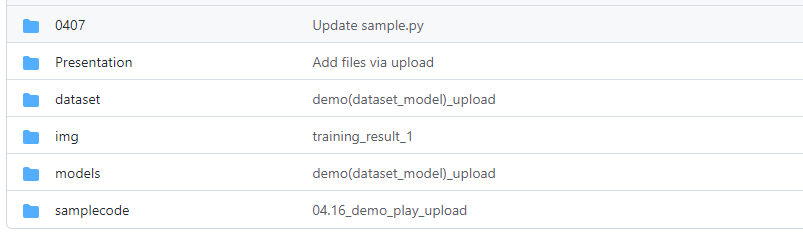 0407 Update sample.py
Presentation Add files via upload
dataset demo(dataset_model)_upload
img training_result_1
models demo(dataset_model)_upload
samplecode 04.16_demo_play_upload